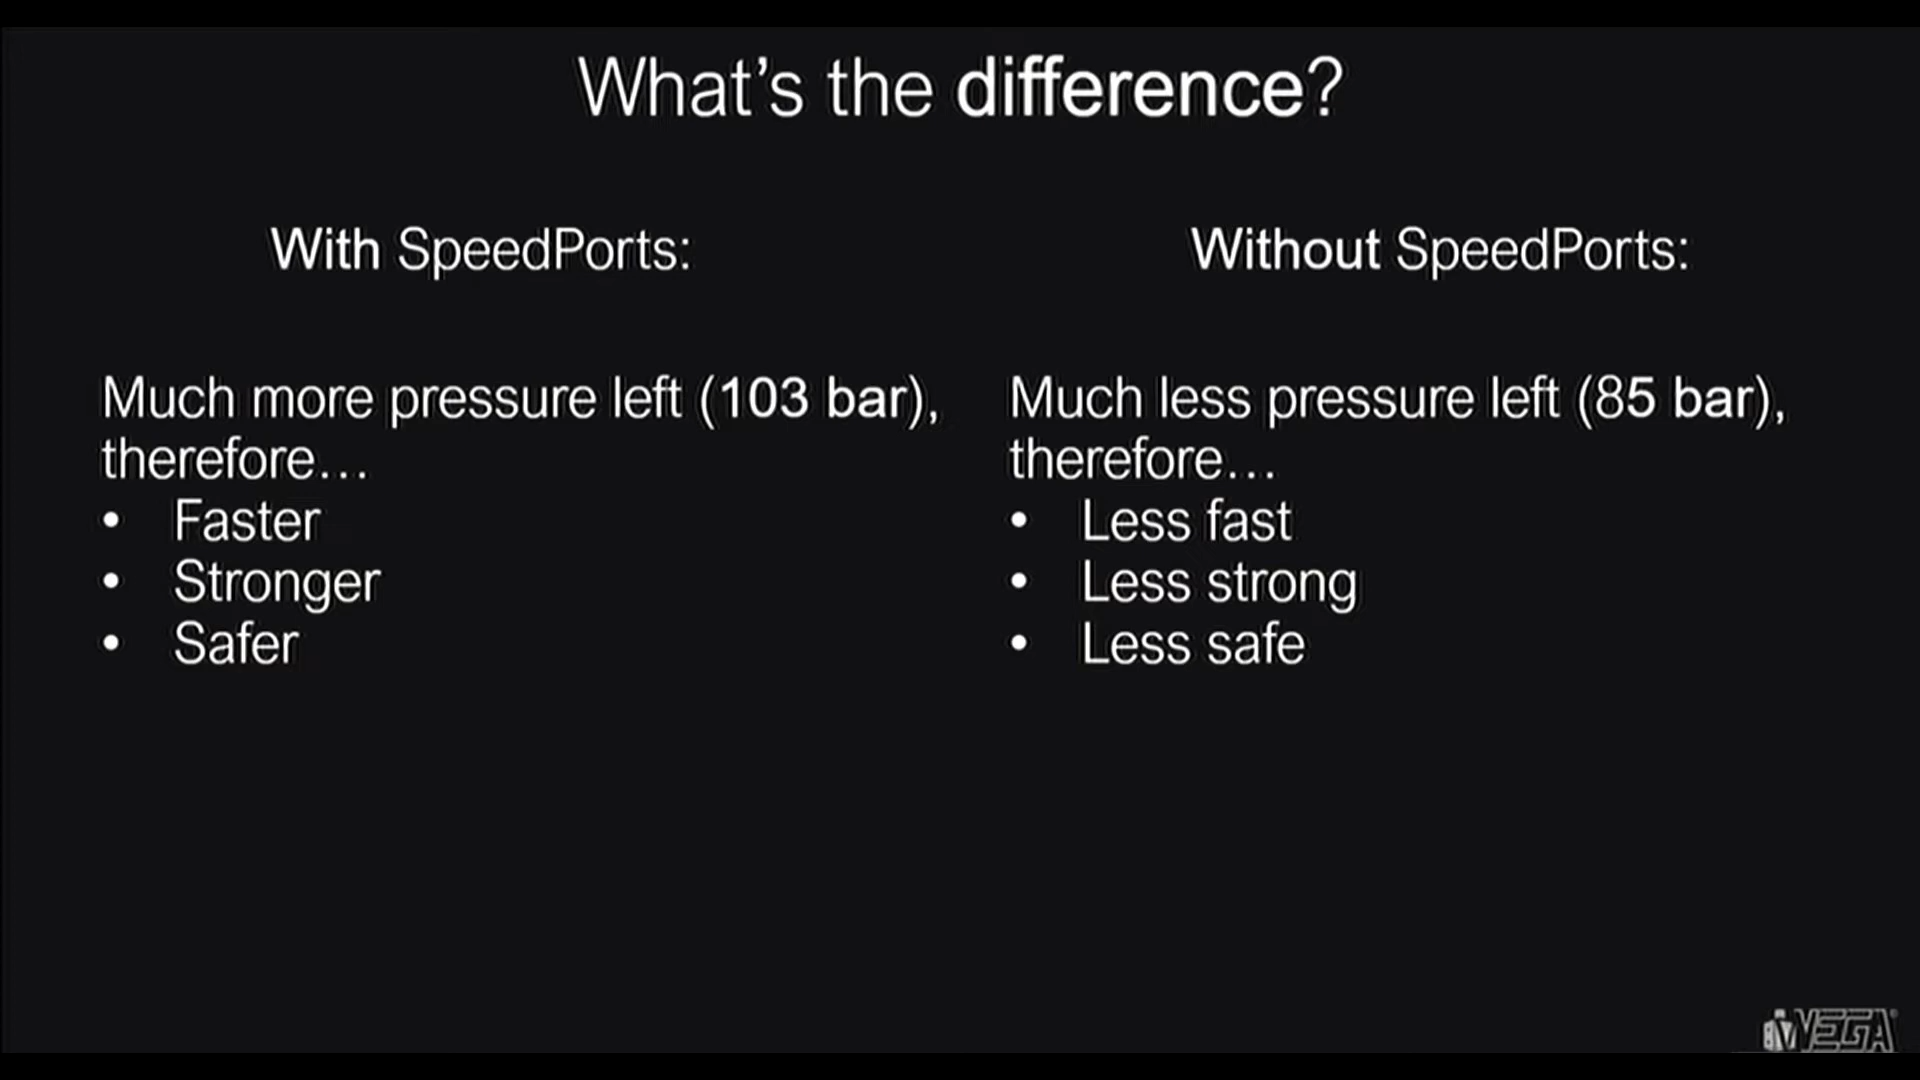 What's the difference?
With SpeedPorts:
Much more pressure left (103 bar),
therefore…
• Faster
• Stronger
• Safer
Without SpeedPorts:
Much less pressure left (85 bar),
therefore…
• Less fast
• Less strong
• Less safe
VEGA